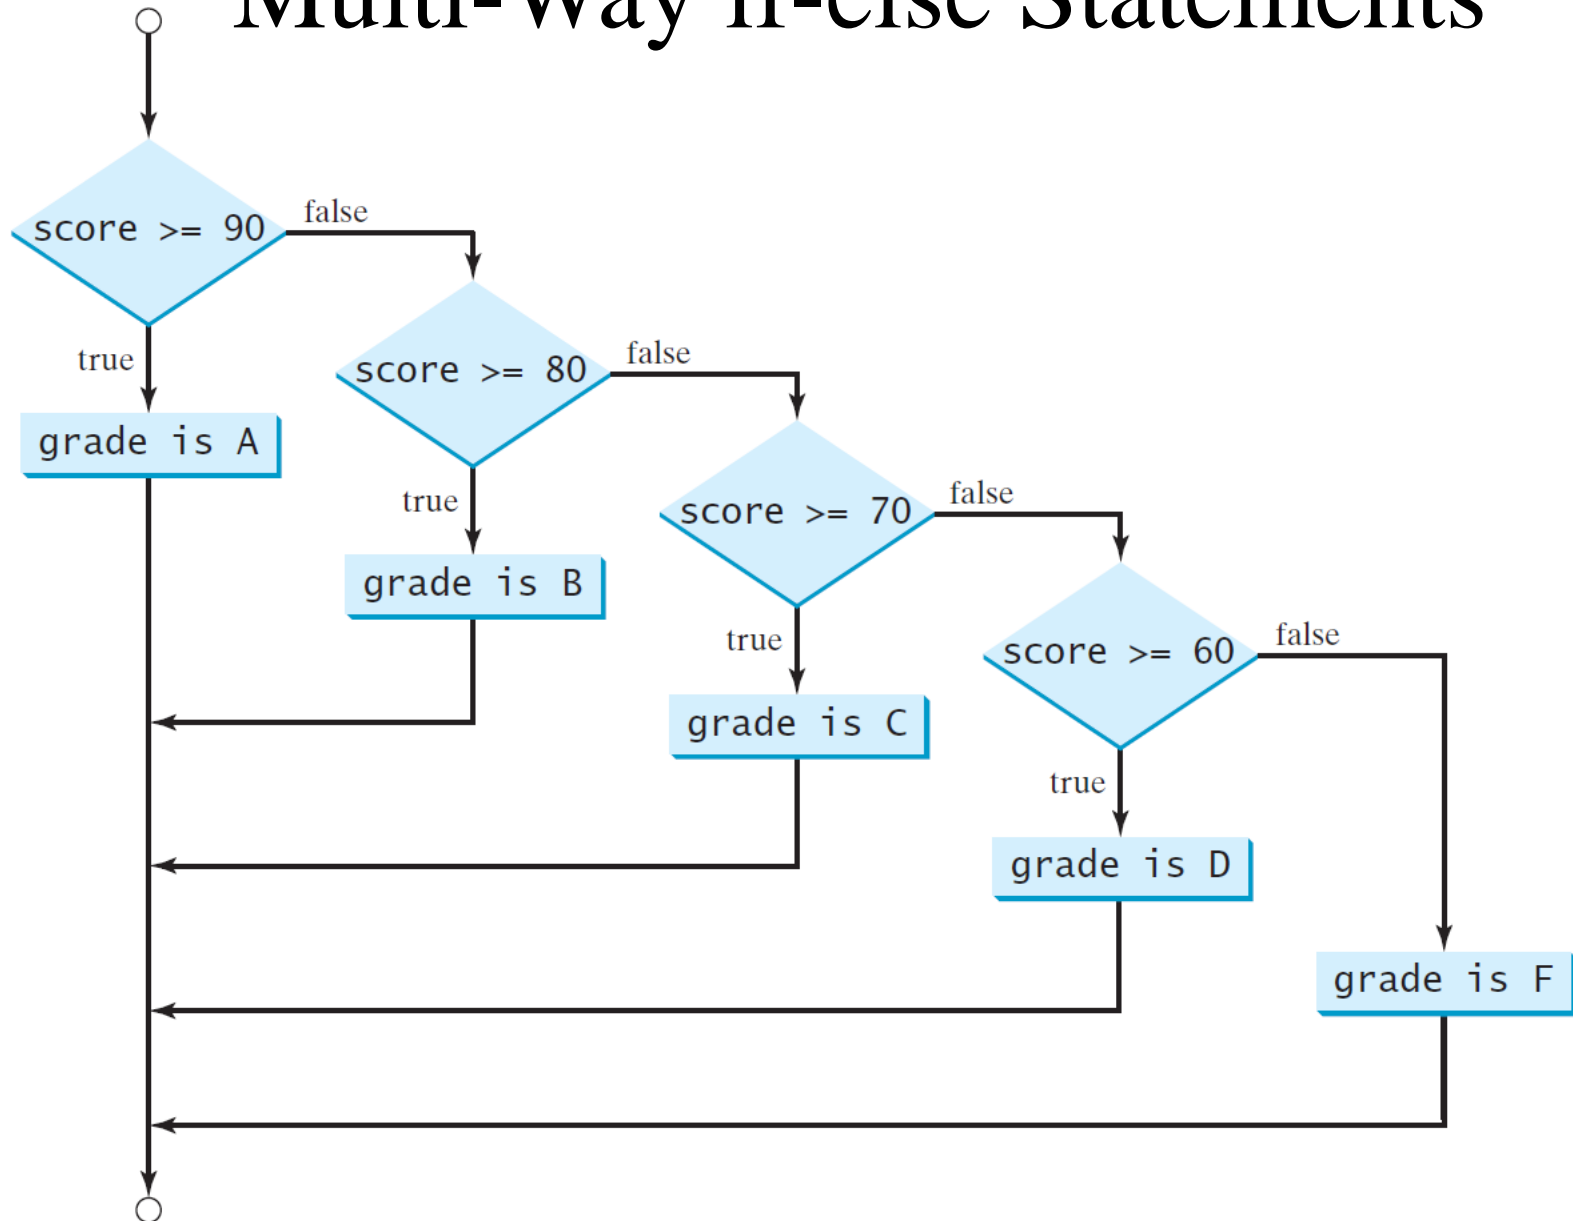 Multi-Way if-else Statements
score >= 90
false
true
grade is A
score >= 80
false
true
grade is B
score >= 70
false
true
grade is C
score >= 60
false
true
grade is D
grade is F